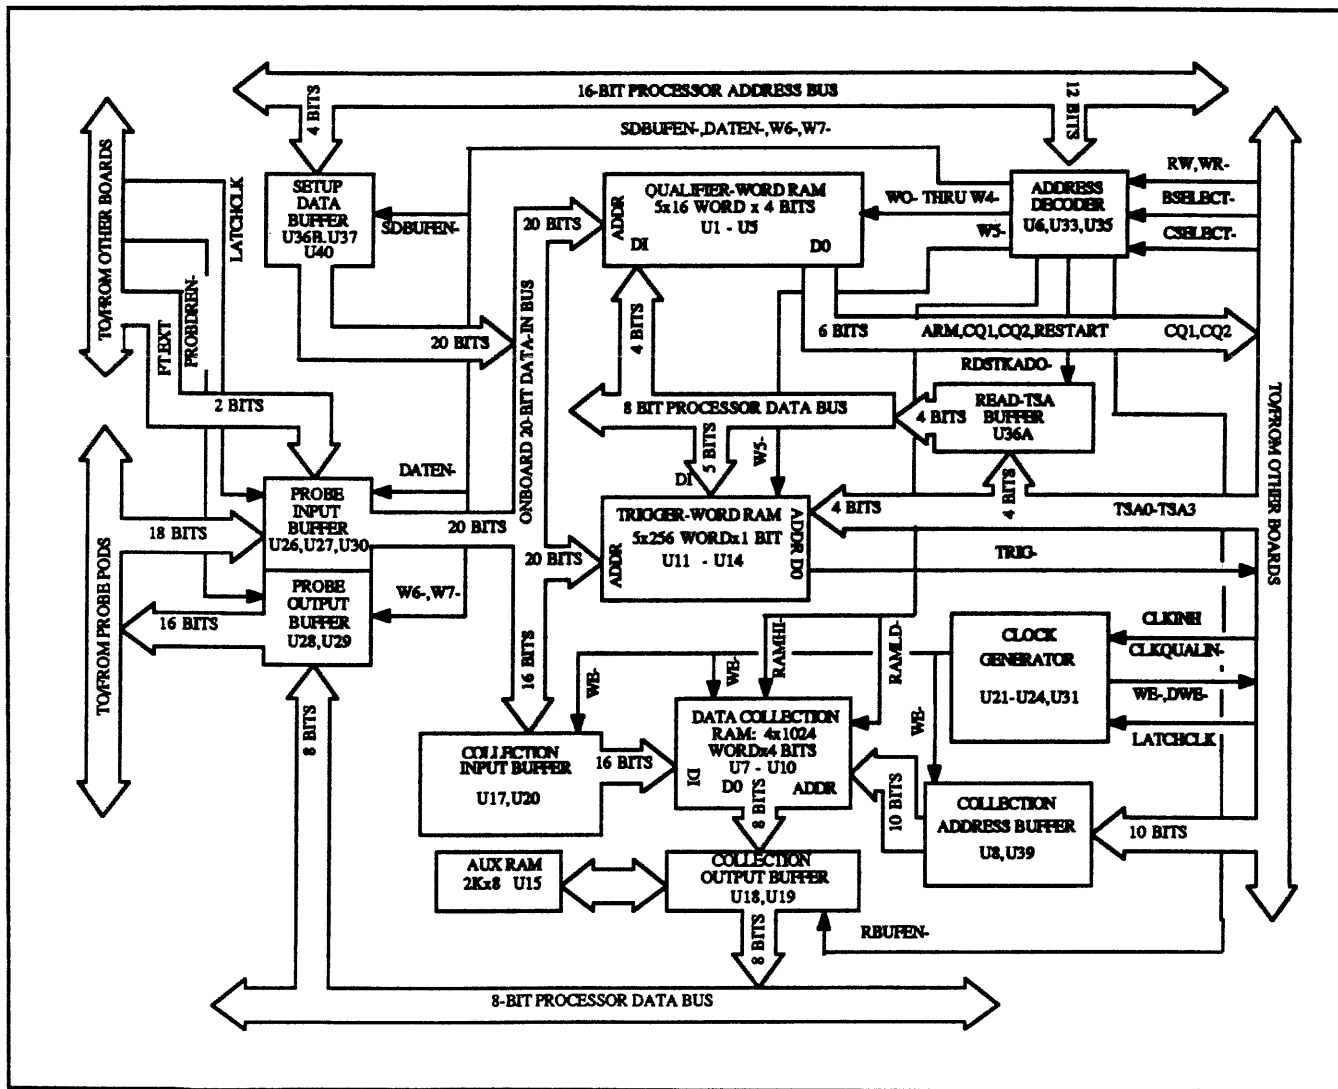 16-BIT PROCESSOR ADDRESS BUS
4 BITS
12 BITS
SDBUFEN-,DATEN-,W6-,W7-
TO/FROM OTHER BOARDS
LATCHCLK
SETUP
DATA
BUFFER
U36B,U37
U40
SDBUFEN-
20 BITS
ADDR
QUALIFIER-WORD RAM
5x16 WORD x 4 BITS
U1 - U5
DI
D0
WO- THRU W4-
W5-
ADDRESS
DECODER
U6,U33,U35
RW,WR-
BSELECT-
CSELECT-
FTEXT
PROBDREN-
20 BITS
ONBOARD 20-BIT DATA-IN BUS
4 BITS
6 BITS
ARM,CQ1,CQ2,RESTART
CQ1,CQ2
RDSTKADO-
2 BITS
8 BIT PROCESSOR DATA BUS
4 BITS
READ-TSA
BUFFER
U36A
TO/FROM OTHER BOARDS
5 BITS
W5-
DI
DATEN-
PROBE
INPUT
BUFFER
U26,U27,U30
18 BITS
20 BITS
TRIGGER-WORD RAM
5x256 WORDx1 BIT
U11 - U14
ADDR
ADDR D0
20 BITS
4 BITS
4 BITS
TSA0-TSA3
TRIG-
TO/FROM PROBE PODS
PROBE
OUTPUT
BUFFER
U28,U29
16 BITS
W6-,W7-
16 BITS
WE-
WE-
RAMHI-
RAMLD-
WE-
CLOCK
GENERATOR
U21-U24,U31
CLKINH
CLKQUALIN-
WE-,DWE-
LATCHCLK
8 BITS
COLLECTION
INPUT BUFFER
U17,U20
16 BITS
DATA COLLECTION
RAM: 4x1024
WORDx4 BITS
U7 - U10
DI
D0
ADDR
8 BITS
10 BITS
COLLECTION
ADDRESS BUFFER
U8,U39
10 BITS
AUX RAM
2Kx8 U15
COLLECTION
OUTPUT BUFFER
U18,U19
8 BITS
RBUFEN-
8-BIT PROCESSOR DATA BUS